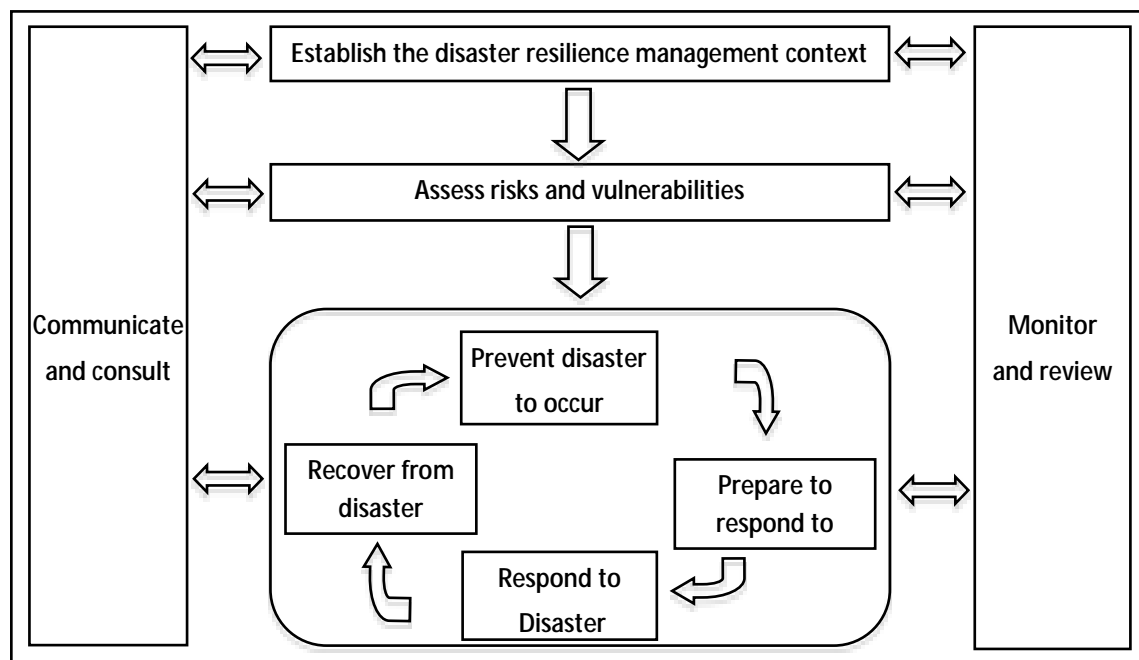 Establish the disaster resilience management context
Assess risks and vulnerabilities
Communicate
and consult
Monitor
and review
Prevent disaster
to occur
Recover from
disaster
Prepare to
respond to
Respond to
Disaster